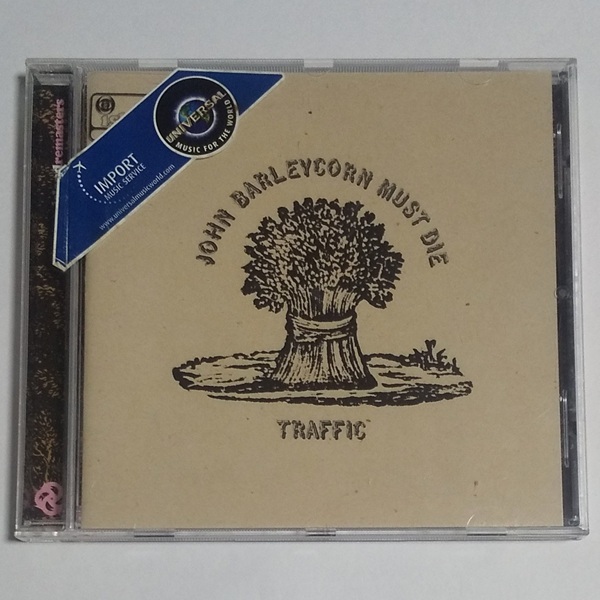 UNIVERSAL
MUSIC FOR THE WORLD
IMPORT
MUSIC SERVICE
www.universalmusicworld.com
remasters
JOHN BARLEYCORN MUST DIE
TRAFFIC